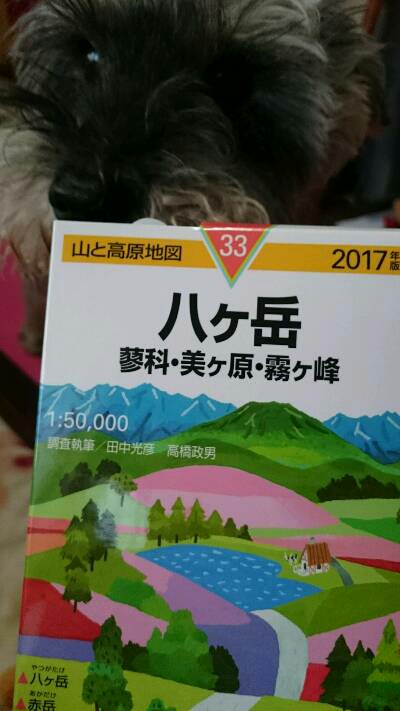 山と高原地図
33
2017年版
八ヶ岳
蓼科・美ヶ原・霧ヶ峰
1:50,000
調査執筆／田中光彦 高橋政男
やつがたけ
▲八ヶ岳
あかだけ
▲赤岳